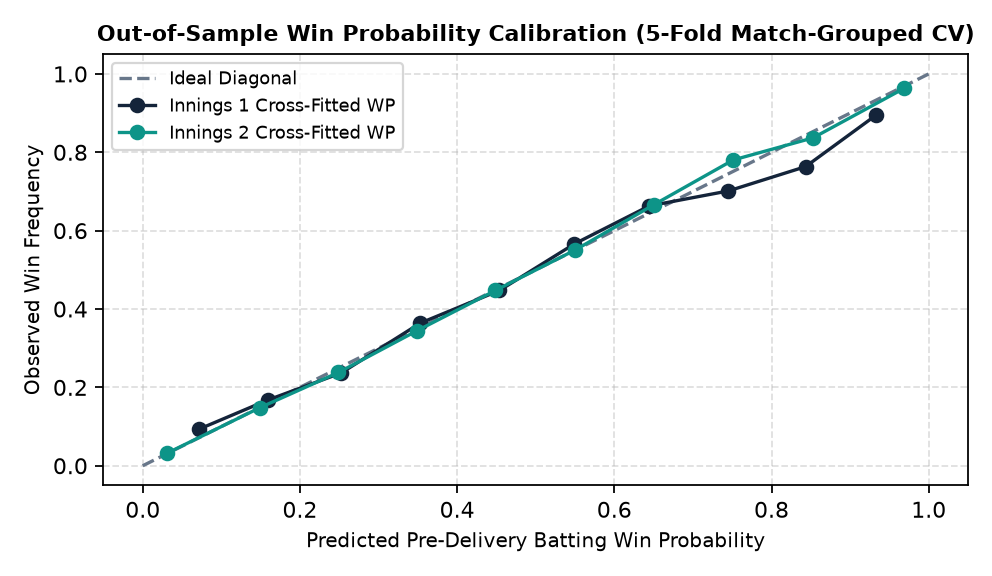 Out-of-Sample Win Probability Calibration (5-Fold Match-Grouped CV)
Ideal Diagonal
Innings 1 Cross-Fitted WP
Innings 2 Cross-Fitted WP
Observed Win Frequency
1.0
0.8
0.6
0.4
0.2
0.0
0.0 0.2 0.4 0.6 0.8 1.0
Predicted Pre-Delivery Batting Win Probability